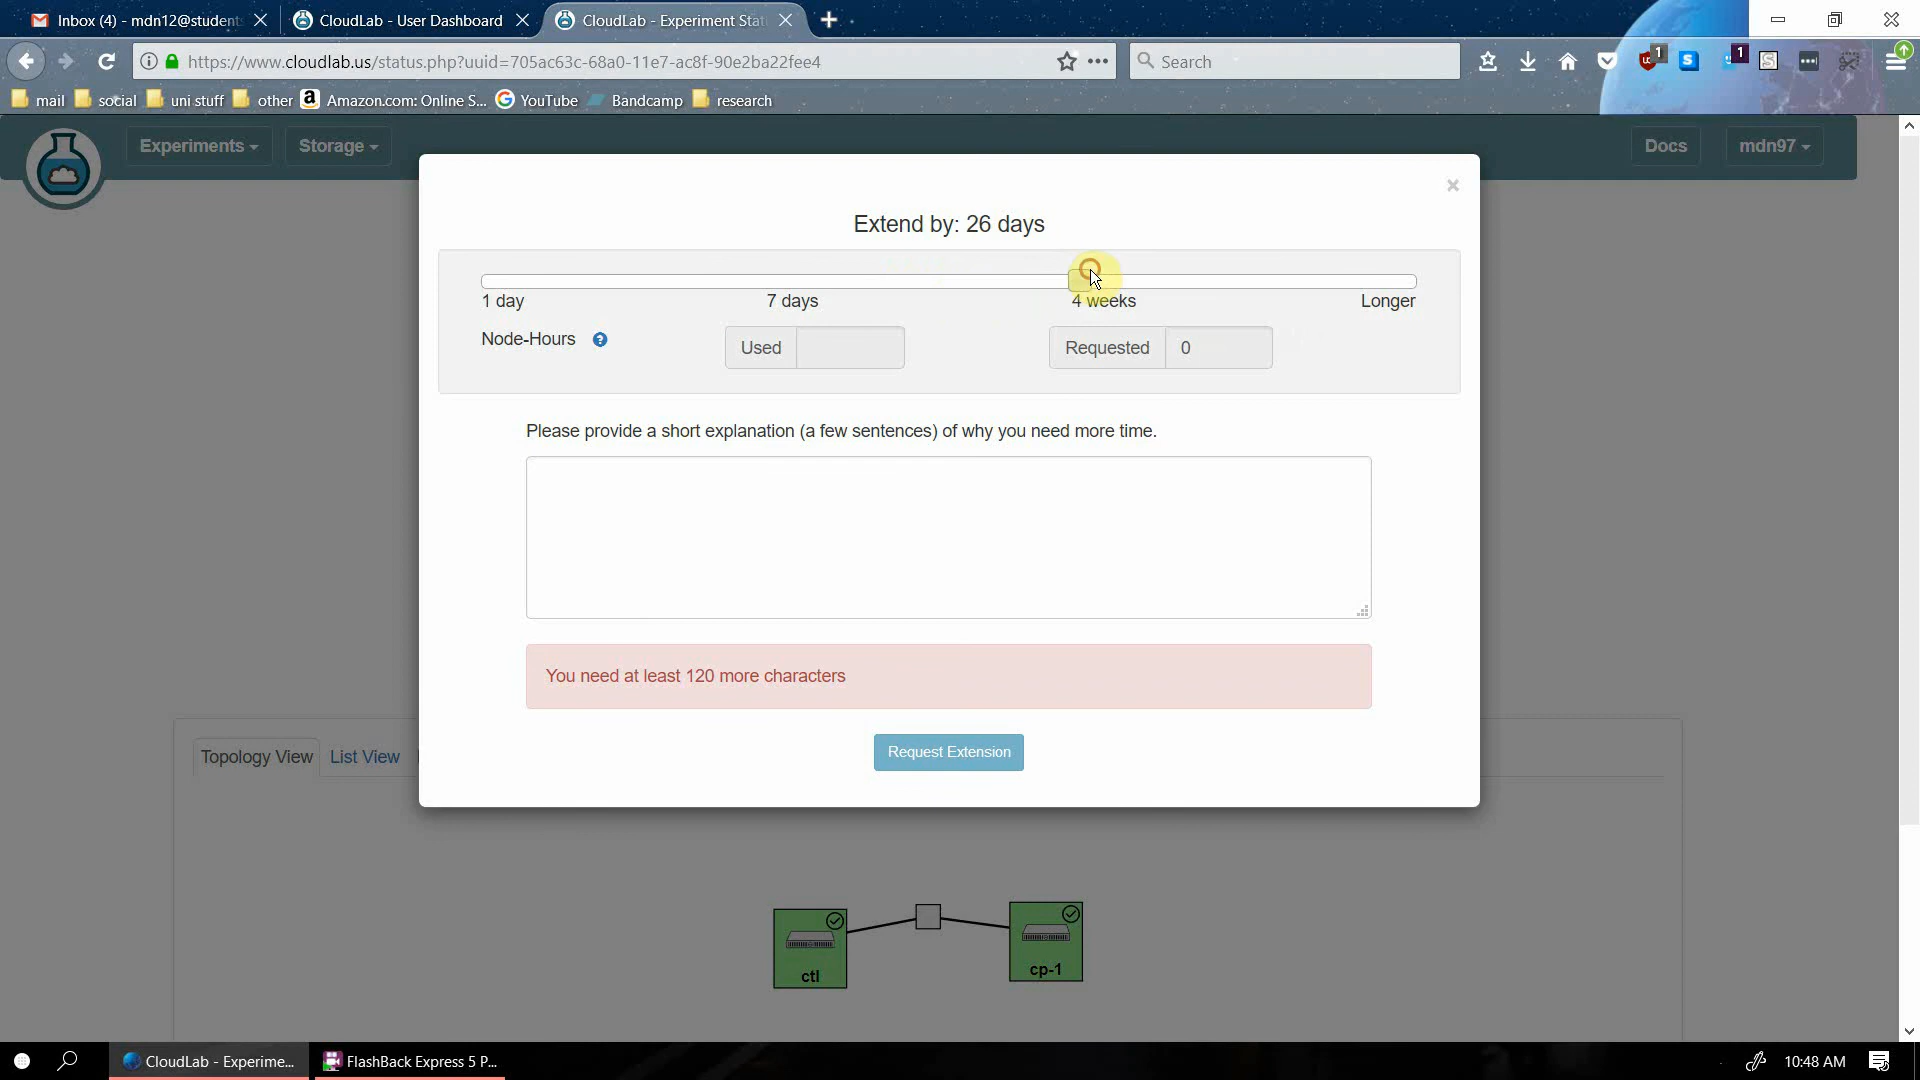 Inbox (4) - mdn12@student
CloudLab - User Dashboard
CloudLab - Experiment Stat
https://www.cloudlab.us/status.php?uuid=705ac63c-68a0-11e7-ac8f-90e2ba22fee4
Search
1
1
mail
social
uni stuff
other
Amazon.com: Online S...
YouTube
Bandcamp
research
Experiments
Storage
Docs
mdn97
×
Extend by: 26 days
1 day
7 days
4 weeks
Longer
Node-Hours
?
Used
Requested
0
Please provide a short explanation (a few sentences) of why you need more time.
You need at least 120 more characters
Request Extension
Topology View
List View
ctl
cp-1
CloudLab - Experime...
FlashBack Express 5 P...
10:48 AM